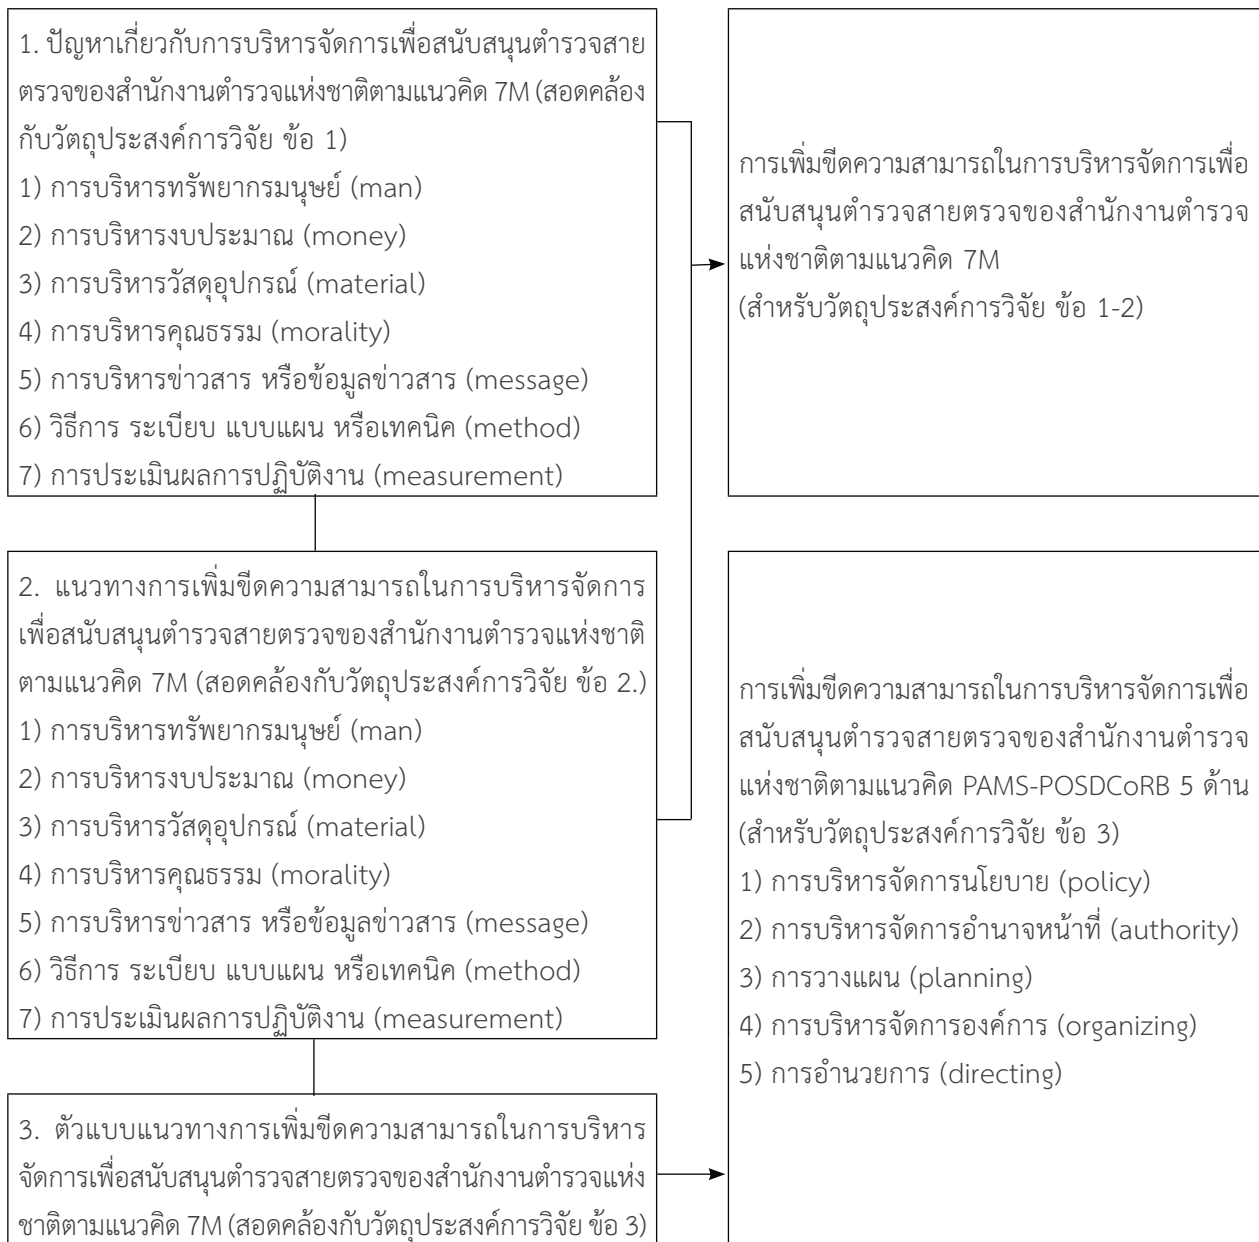 1. ปัญหาเกี่ยวกับการบริหารจัดการเพื่อสนับสนุนตำรวจสาย
ตรวจของสำนักงานตำรวจแห่งชาติตามแนวคิด 7M (สอดคล้อง
กับวัตถุประสงค์การวิจัย ข้อ 1)
1) การบริหารทรัพยากรมนุษย์ (man)
2) การบริหารงบประมาณ (money)
3) การบริหารวัสดุอุปกรณ์ (material)
4) การบริหารคุณธรรม (morality)
5) การบริหารข่าวสาร หรือข้อมูลข่าวสาร (message)
6) วิธีการ ระเบียบ แบบแผน หรือเทคนิค (method)
7) การประเมินผลการปฏิบัติงาน (measurement)
การเพิ่มขีดความสามารถในการบริหารจัดการเพื่อ
สนับสนุนตำรวจสายตรวจของสำนักงานตำรวจ
แห่งชาติตามแนวคิด 7M
(สำหรับวัตถุประสงค์การวิจัย ข้อ 1-2)
2. แนวทางการเพิ่มขีดความสามารถในการบริหารจัดการ
เพื่อสนับสนุนตำรวจสายตรวจของสำนักงานตำรวจแห่งชาติ
ตามแนวคิด 7M (สอดคล้องกับวัตถุประสงค์การวิจัย ข้อ 2.)
1) การบริหารทรัพยากรมนุษย์ (man)
2) การบริหารงบประมาณ (money)
3) การบริหารวัสดุอุปกรณ์ (material)
4) การบริหารคุณธรรม (morality)
5) การบริหารข่าวสาร หรือข้อมูลข่าวสาร (message)
6) วิธีการ ระเบียบ แบบแผน หรือเทคนิค (method)
7) การประเมินผลการปฏิบัติงาน (measurement)
3. ตัวแบบแนวทางการเพิ่มขีดความสามารถในการบริหาร
จัดการเพื่อสนับสนุนตำรวจสายตรวจของสำนักงานตำรวจแห่ง
ชาติตามแนวคิด 7M (สอดคล้องกับวัตถุประสงค์การวิจัย ข้อ 3)
การเพิ่มขีดความสามารถในการบริหารจัดการเพื่อ
สนับสนุนตำรวจสายตรวจของสำนักงานตำรวจ
แห่งชาติตามแนวคิด PAMS-POSDCoRB 5 ด้าน
(สำหรับวัตถุประสงค์การวิจัย ข้อ 3)
1) การบริหารจัดการนโยบาย (policy)
2) การบริหารจัดการอำนาจหน้าที่ (authority)
3) การวางแผน (planning)
4) การบริหารจัดการองค์การ (organizing)
5) การอำนวยการ (directing)